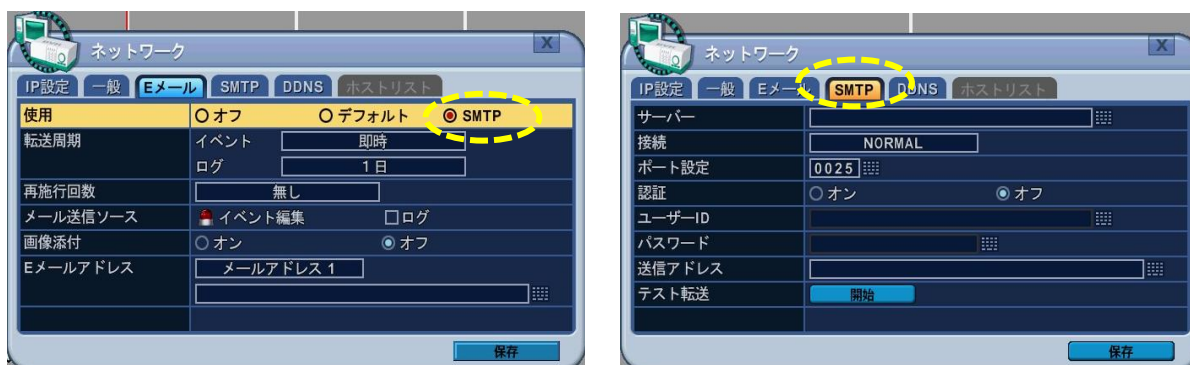 ネットワーク X
IP設定 一般 Eメール SMTP DDNS ホストリスト
使用 オフ デフォルト SMTP
転送周期 イベント 即時
ログ 1日
再施行回数 無し
メール送信ソース イベント編集 ログ
画像添付 オン オフ
Eメールアドレス メールアドレス 1
保存
ネットワーク X
IP設定 一般 Eメール SMTP DDNS ホストリスト
サーバー
接続 NORMAL
ポート設定 0025
認証 オン オフ
ユーザーID
パスワード
送信アドレス
テスト転送 開始
保存